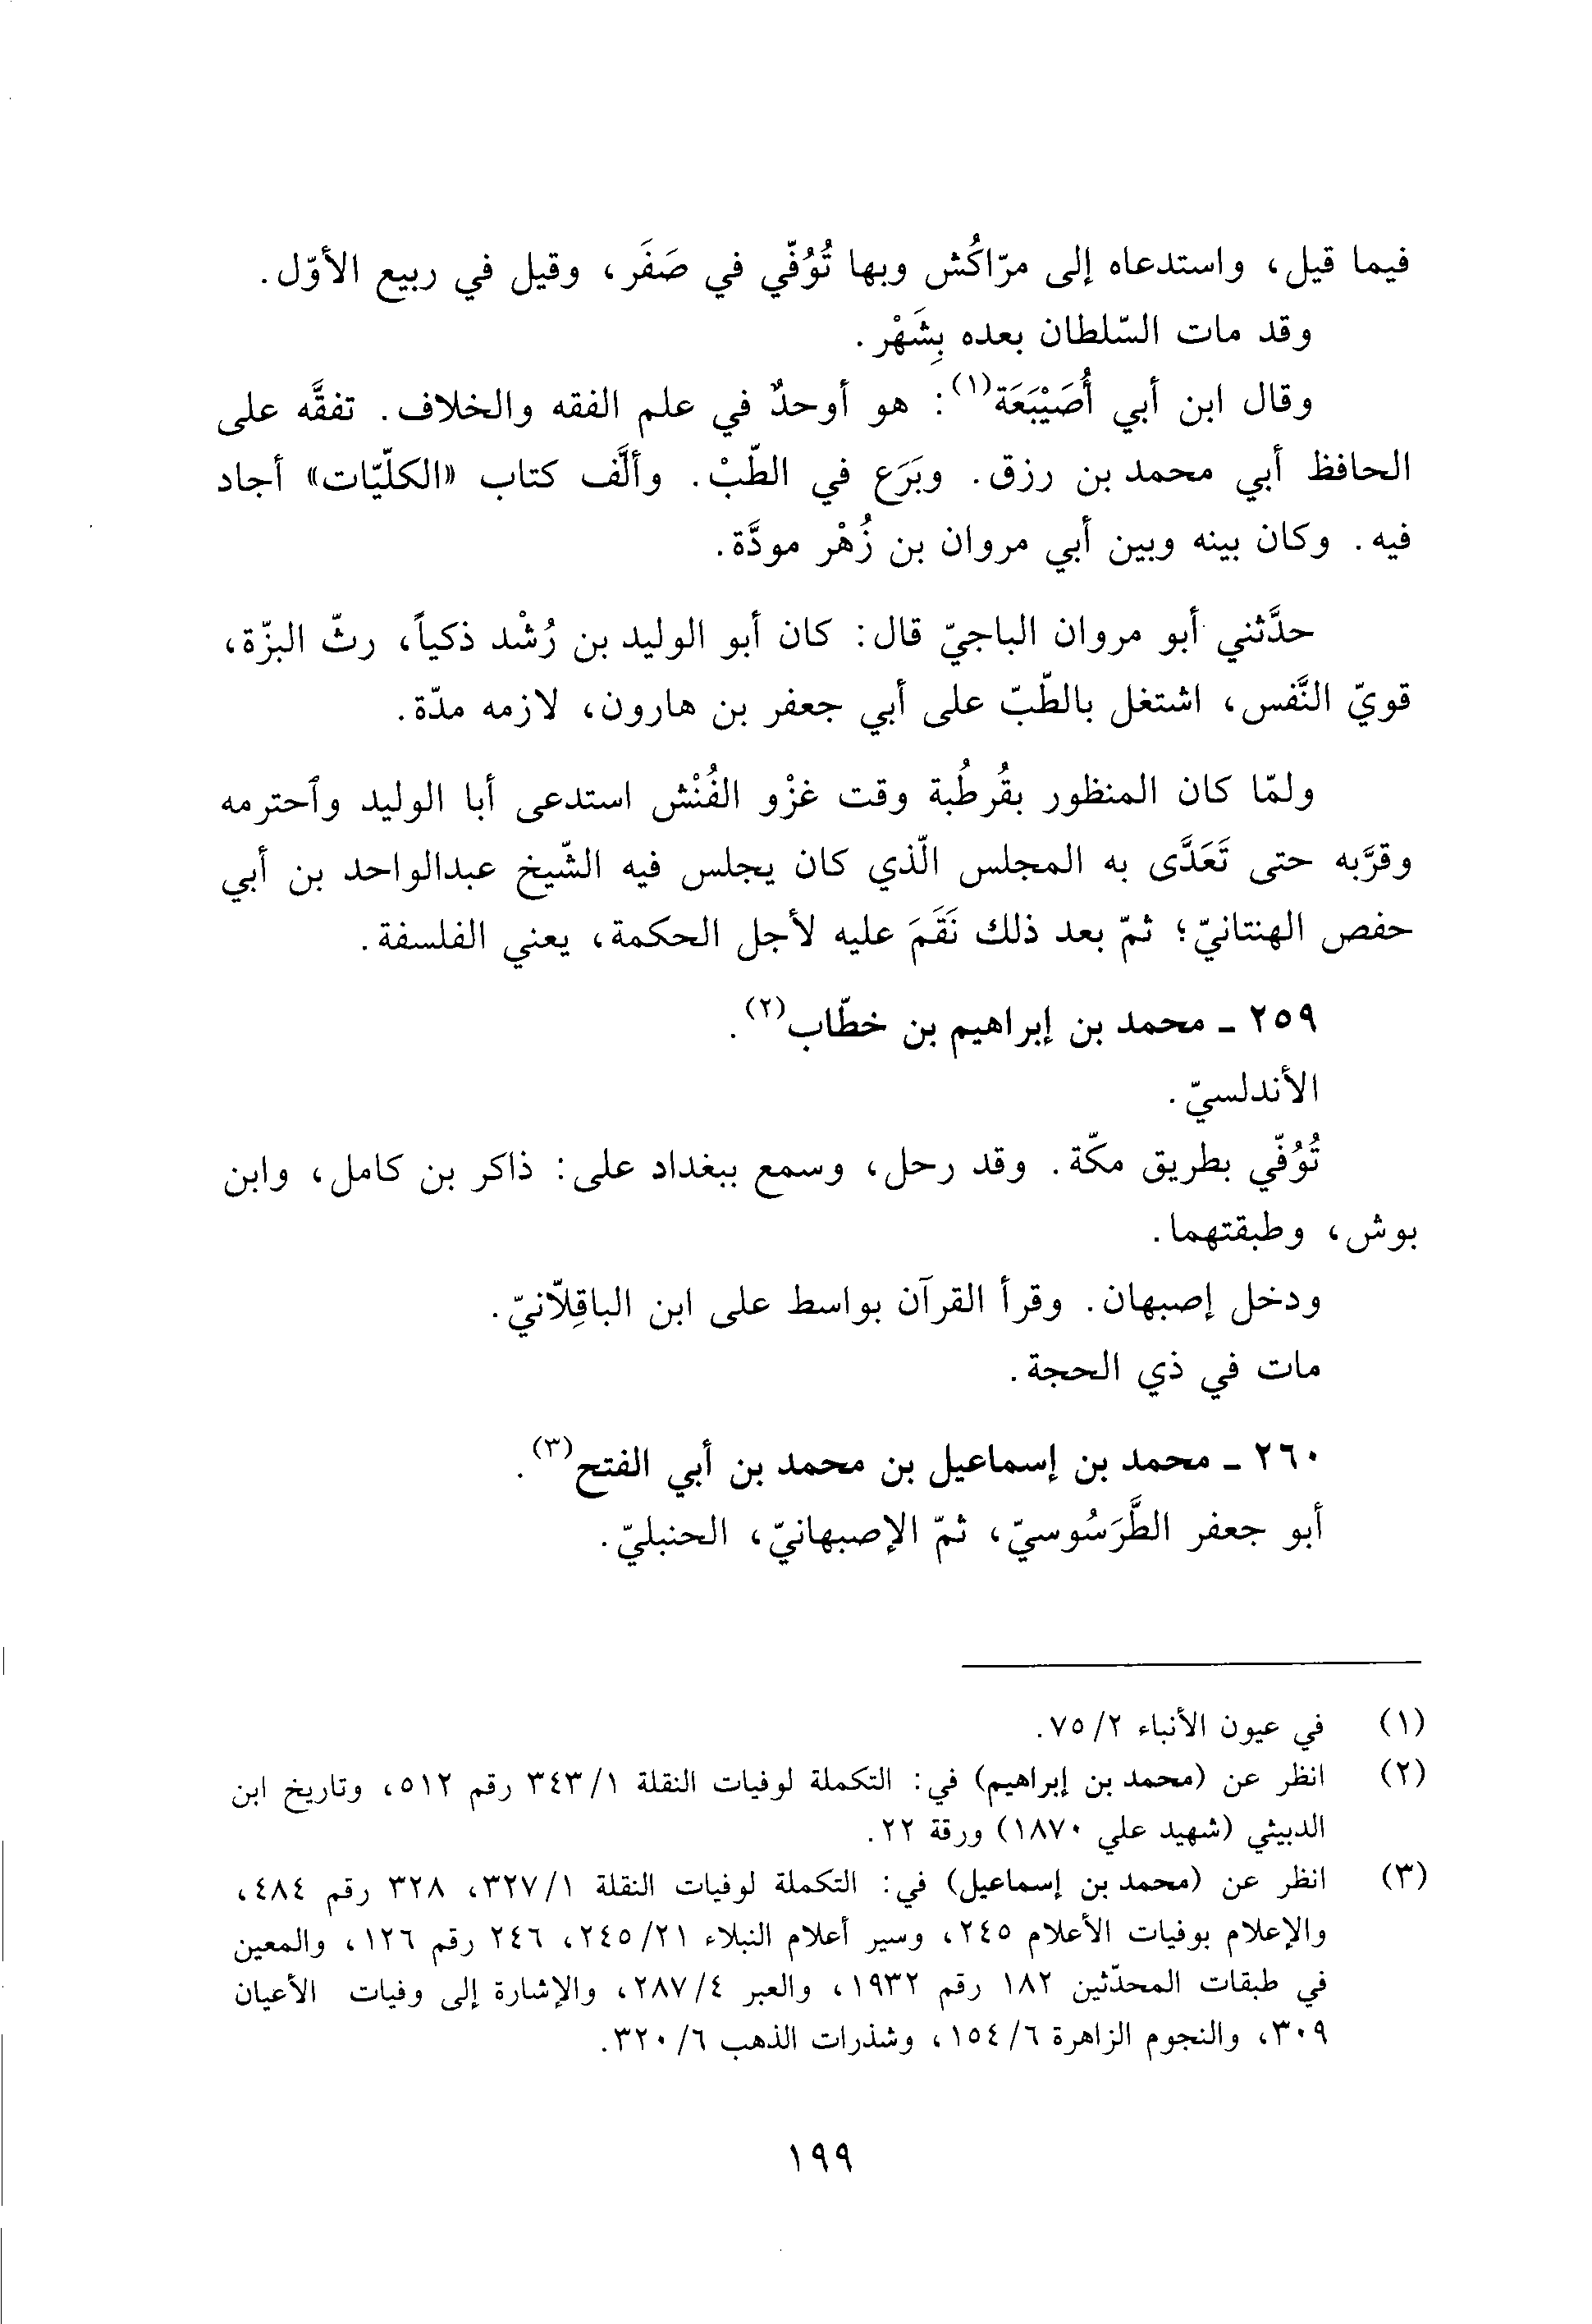 فيما قيل، واستدعاه إلى مرّاكُش وبها تُوُفّي في صَفَر، وقيل في ربيع الأوّل.
وقد مات السّلطان بعده بِشَهْر.
وقال ابن أبي أُصَيْبَعَة(١): هو أوحدٌ في علم الفقه والخلاف. تفقَّه على
الحافظ أبي محمد بن رزق. وبَرَع في الطّبْ. وألَّف كتاب «الكلّيّات» أجاد
فيه. وكان بينه وبين أبي مروان بن زُهْر مودَّة.
حدَّثني أبو مروان الباجيّ قال: كان أبو الوليد بن رُشْد ذكياً، رثّ البزّة،
قويّ النَّفس، اشتغل بالطّبّ على أبي جعفر بن هارون، لازمه مدّة.
ولمّا كان المنظور بقُرطُبة وقت غزْو الفُنْش استدعى أبا الوليد وٱحترمه
وقرَّبه حتى تَعَدَّى به المجلس الّذي كان يجلس فيه الشّيخ عبدالواحد بن أبي
حفص الهنتانيّ؛ ثمّ بعد ذلك نَقَمَ عليه لأجل الحكمة، يعني الفلسفة.
٢٥٩ ـ محمد بن إبراهيم بن خطّاب(٢).
الأندلسيّ.
تُوُفّي بطريق مكّة. وقد رحل، وسمع ببغداد على: ذاكر بن كامل، وابن
بوش، وطبقتهما.
ودخل إصبهان. وقرأ القرآن بواسط على ابن الباقِلّانيّ.
مات في ذي الحجة.
٢٦٠ ـ محمد بن إسماعيل بن محمد بن أبي الفتح(٣).
أبو جعفر الطَّرَسُوسيّ، ثمّ الإصبهانيّ، الحنبليّ.
(١) في عيون الأنباء ٧٥/٢.
(٢) انظر عن (محمد بن إبراهيم) في: التكملة لوفيات النقلة ٣٤٣/١ رقم ٥١٢، وتاريخ ابن
الدبيثي (شهيد علي ١٨٧٠) ورقة ٢٢.
(٣) انظر عن (محمد بن إسماعيل) في: التكملة لوفيات النقلة ٣٢٧/١، ٣٢٨ رقم ٤٨٤،
والإعلام بوفيات الأعلام ٢٤٥، وسير أعلام النبلاء ٢٤٥/٢١، ٢٤٦ رقم ١٢٦، والمعين
في طبقات المحدّثين ١٨٢ رقم ١٩٣٢، والعبر ٢٨٧/٤، والإشارة إلى وفيات الأعيان
٣٠٩، والنجوم الزاهرة ١٥٤/٦، وشذرات الذهب ٣٢٠/٦.
١٩٩